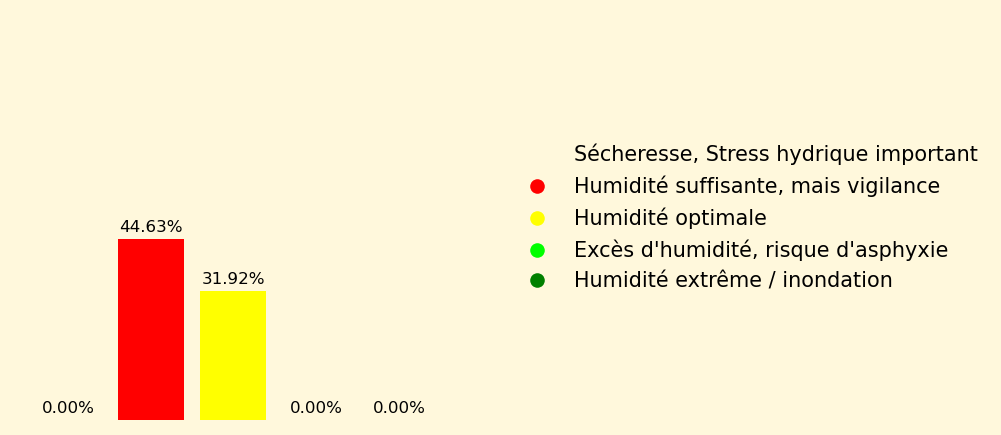 Sécheresse, Stress hydrique important
Humidité suffisante, mais vigilance
44.63%
Humidité optimale
Excès d'humidité, risque d'asphyxie
31.92%
Humidité extrême / inondation
0.00%
0.00%
0.00%